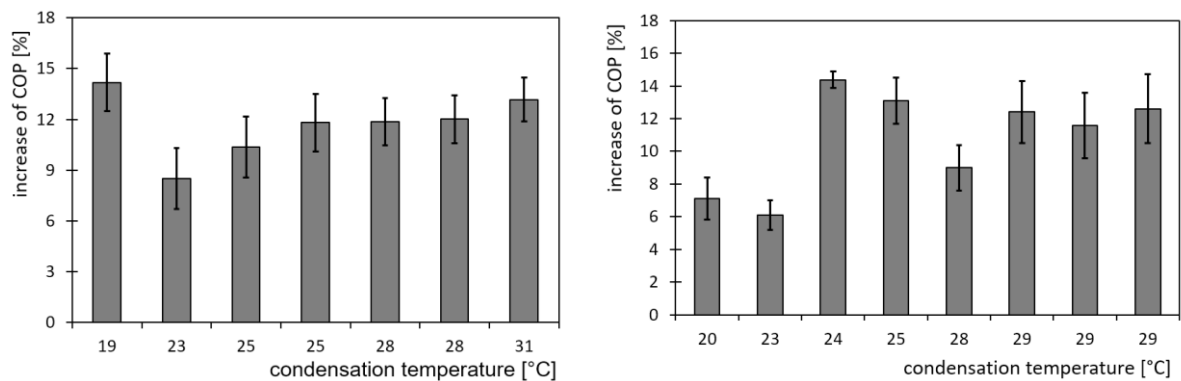 increase of COP [%]
18
15
12
9
6
3
0
19 23 25 25 28 28 31
condensation temperature [°C]
increase of COP [%]
18
16
14
12
10
8
6
4
2
0
20 23 24 25 28 29 29 29
condensation temperature [°C]